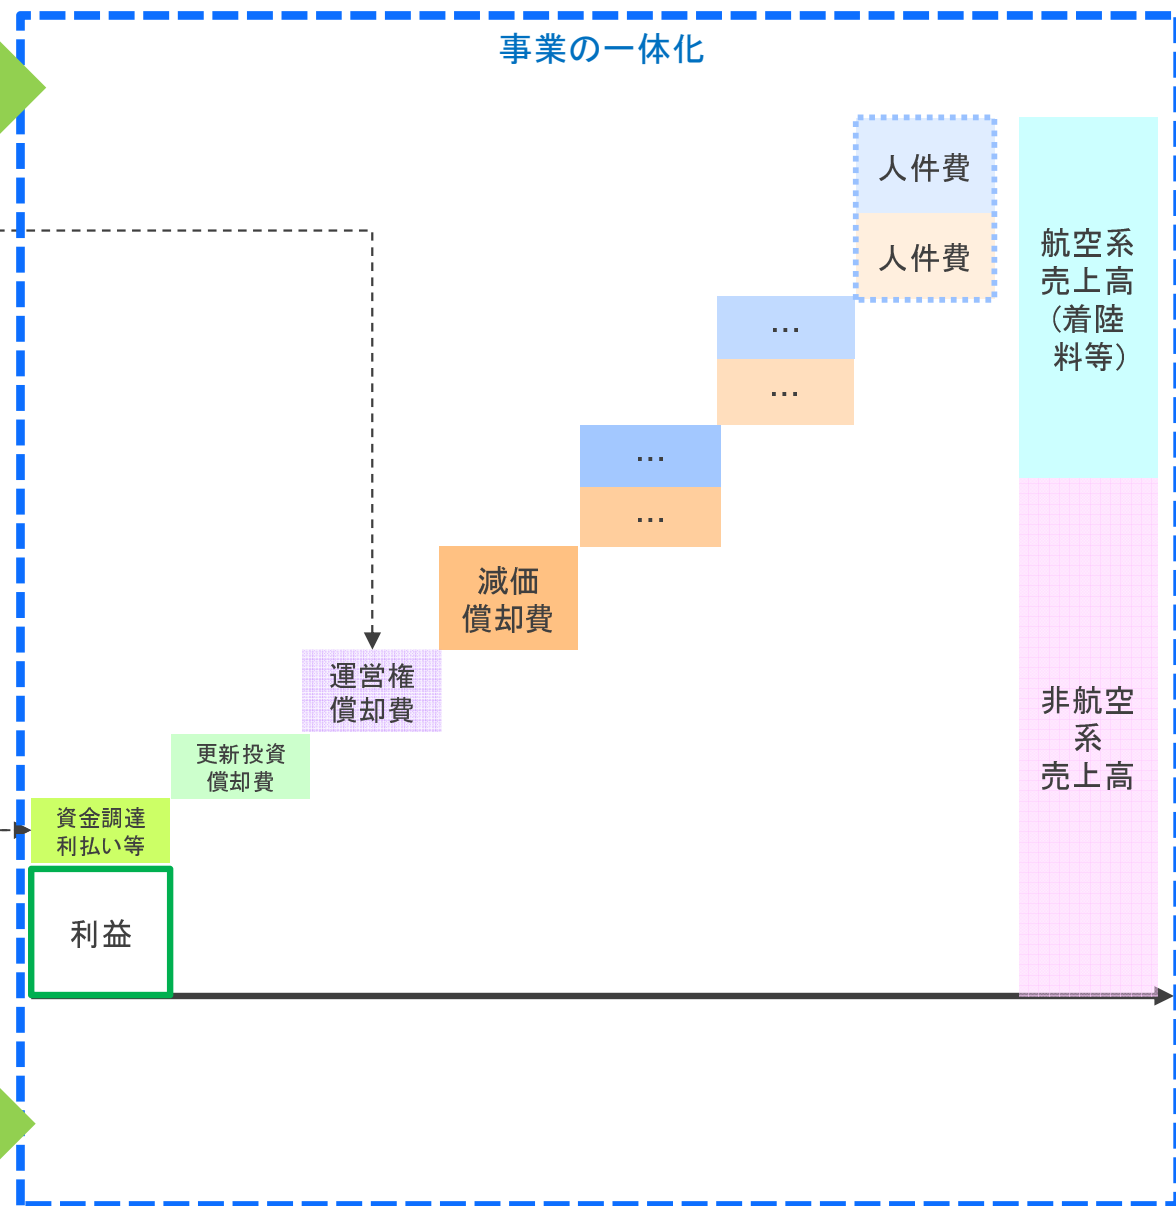 事業の一体化
人件費
人件費
航空系
売上高
（着陸
料等）
…
…
…
…
減価
償却費
運営権
償却費
非航空
系
売上高
更新投資
償却費
資金調達
利払い等
利益